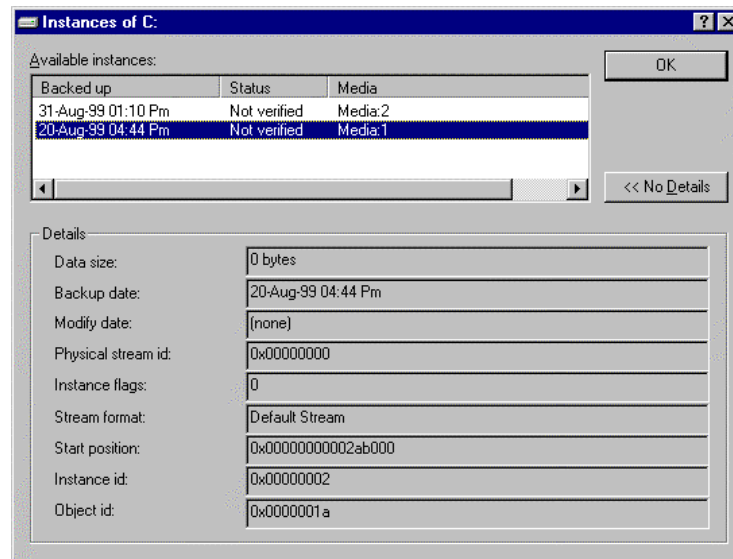 Instances of C:
Available instances:
OK
Backed up Status Media
31-Aug-99 01:10 Pm Not verified Media:2
20-Aug-99 04:44 Pm Not verified Media:1
<< No Details
Details
Data size: 0 bytes
Backup date: 20-Aug-99 04:44 Pm
Modify date: (none)
Physical stream id: 0x00000000
Instance flags: 0
Stream format: Default Stream
Start position: 0x00000000002ab000
Instance id: 0x00000002
Object id: 0x0000001a